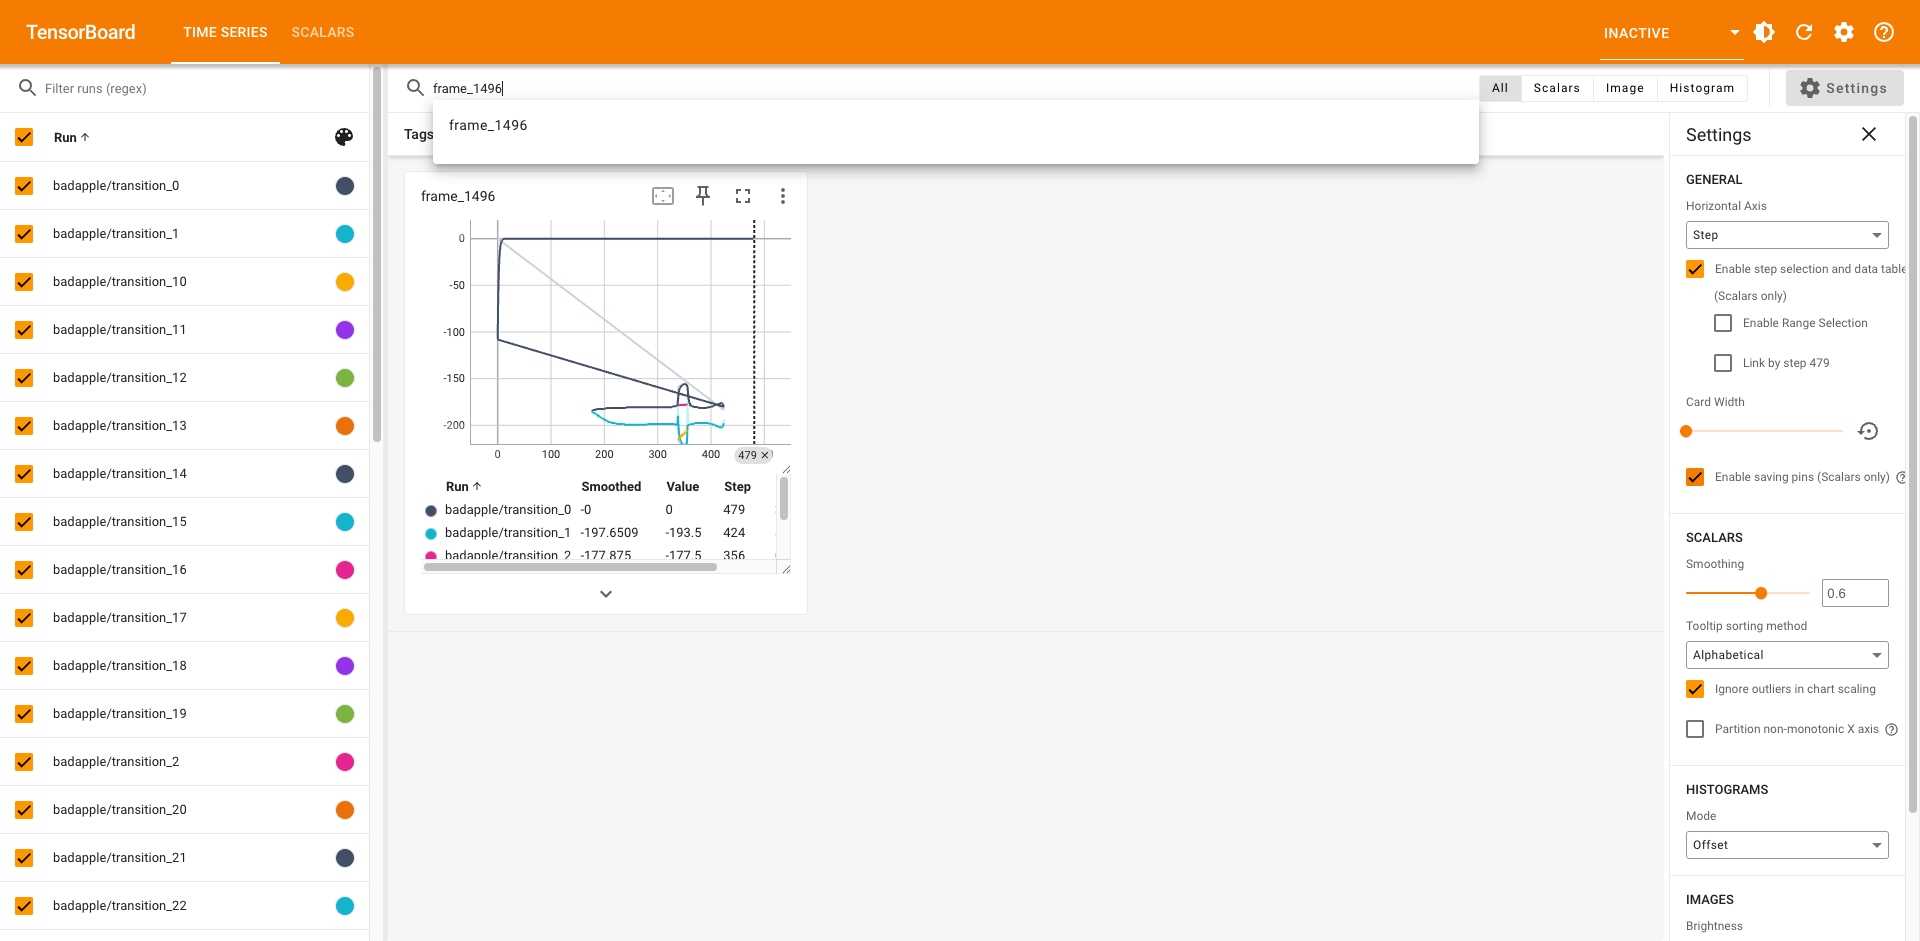 TensorBoard
TIME SERIES
SCALARS
INACTIVE
Filter runs (regex)
frame_1496
All
Scalars
Image
Histogram
Settings
frame_1496
Run
Tags
Settings
badapple/transition_0
badapple/transition_1
badapple/transition_10
badapple/transition_11
badapple/transition_12
badapple/transition_13
badapple/transition_14
badapple/transition_15
badapple/transition_16
badapple/transition_17
badapple/transition_18
badapple/transition_19
badapple/transition_2
badapple/transition_20
badapple/transition_21
badapple/transition_22
frame_1496
0
-50
-100
-150
-200
0 100 200 300 400 479
Run Smoothed Value Step
badapple/transition_0 -0 0 479
badapple/transition_1 -197.6509 -193.5 424
badapple/transition_2 -177.875 -177.5 356
GENERAL
Horizontal Axis
Step
Enable step selection and data table
(Scalars only)
Enable Range Selection
Link by step 479
Card Width
Enable saving pins (Scalars only)
SCALARS
Smoothing
0.6
Tooltip sorting method
Alphabetical
Ignore outliers in chart scaling
Partition non-monotonic X axis
HISTOGRAMS
Mode
Offset
IMAGES
Brightness